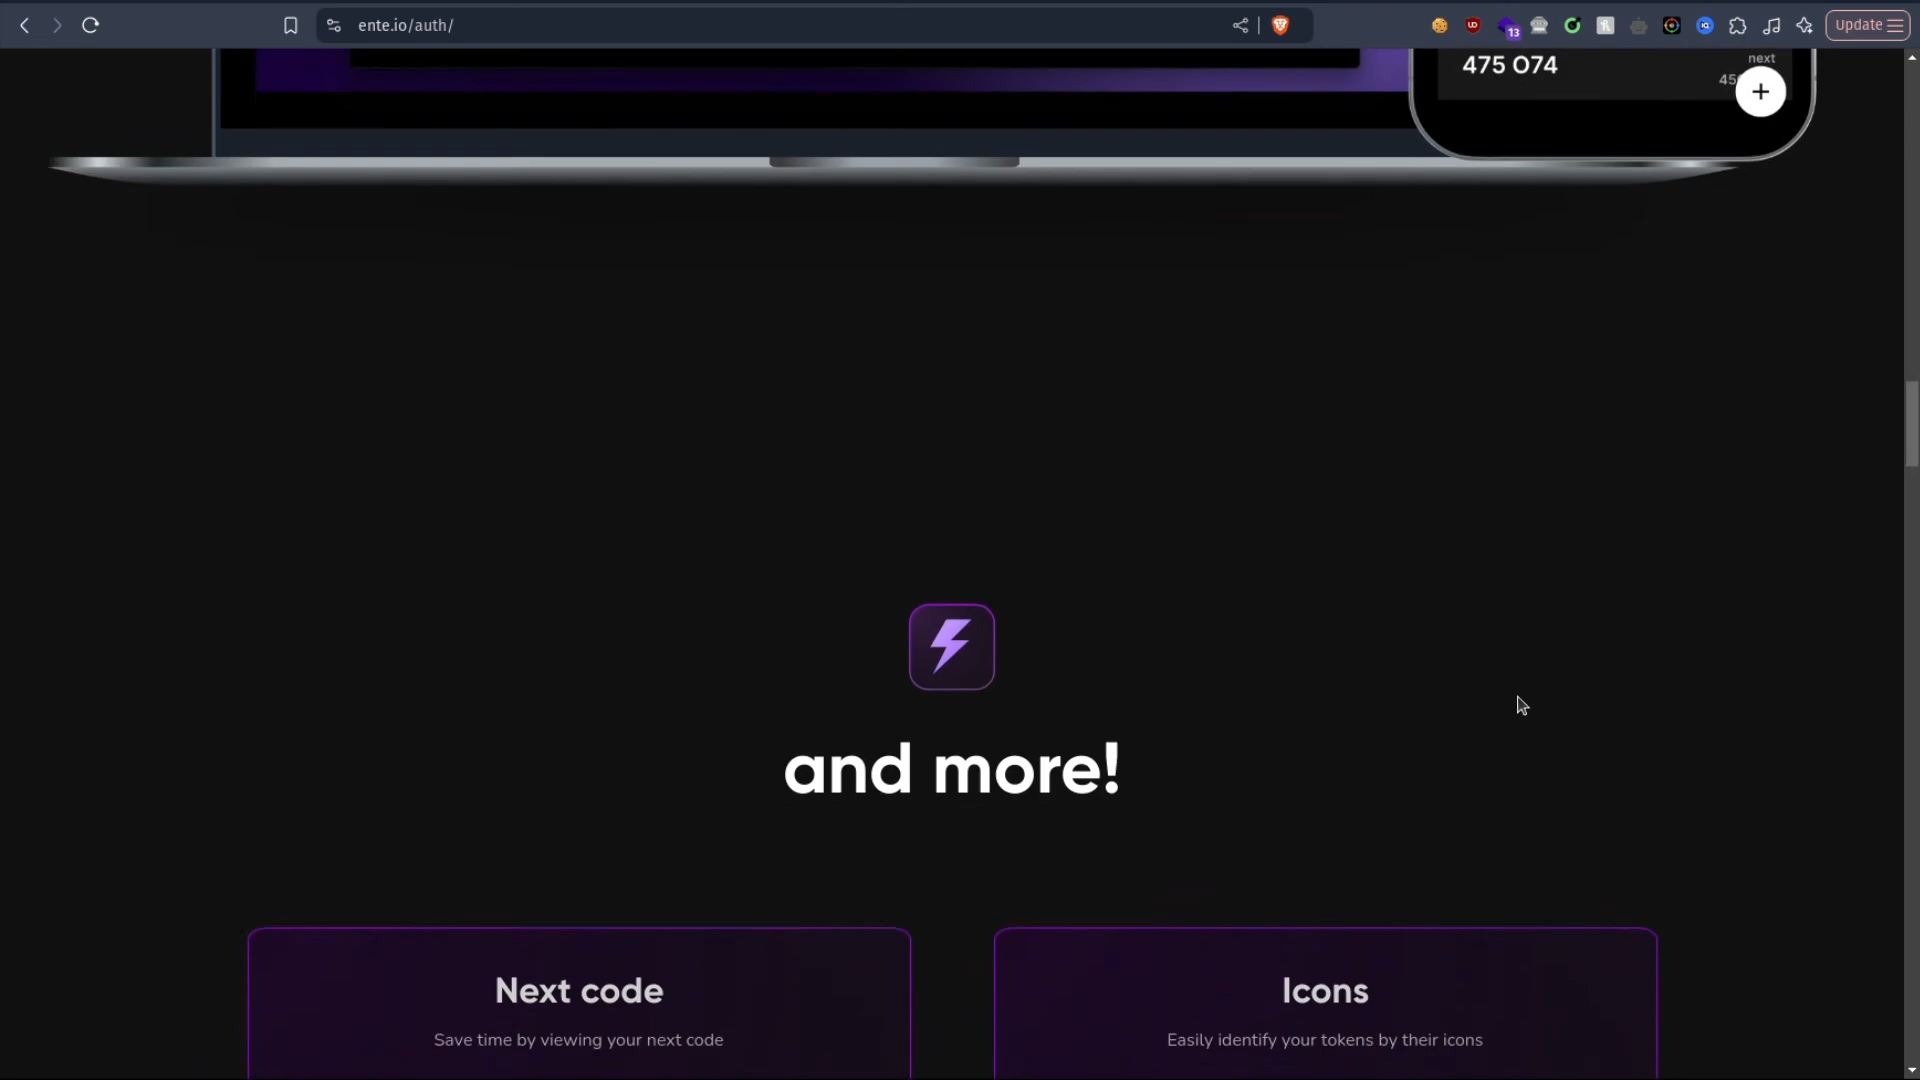 ente.io/auth/
13
Update
475 074
next
and more!
Next code
Icons
Save time by viewing your next code
Easily identify your tokens by their icons